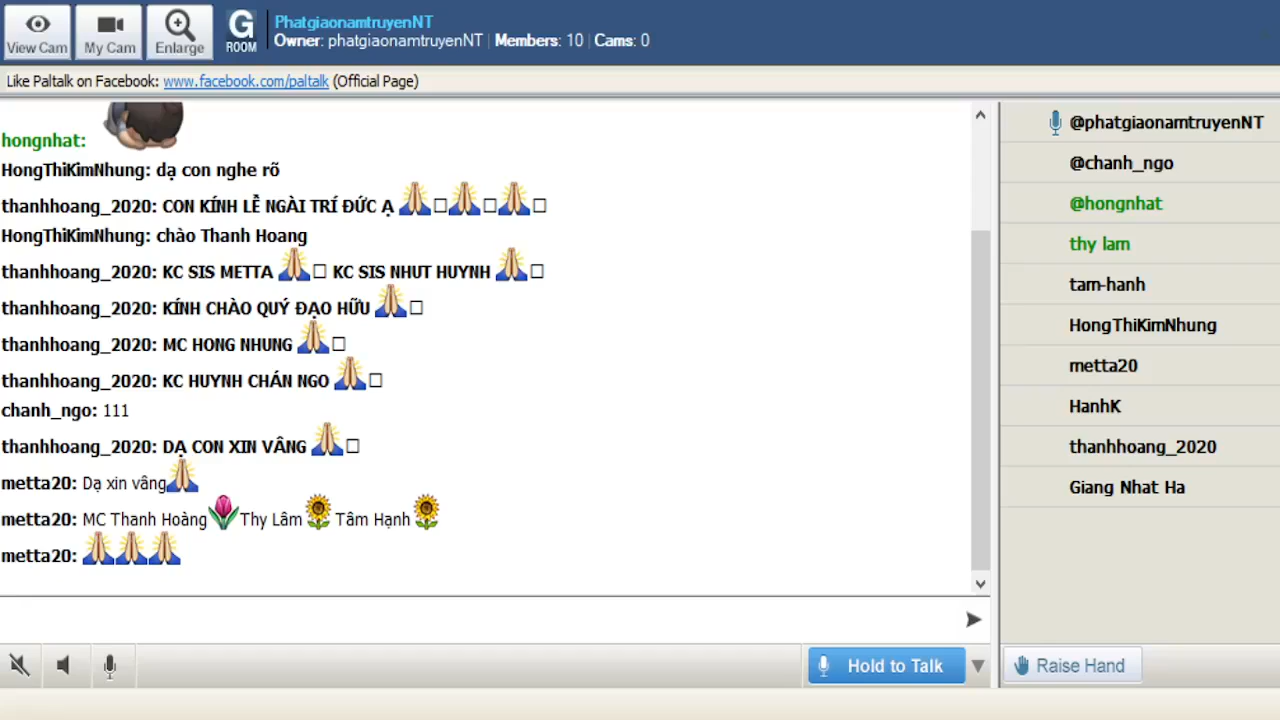 View Cam
My Cam
Enlarge
G
ROOM
PhatgiaonamtruyenNT
Owner: phatgiaonamtruyenNT | Members: 10 | Cams: 0
Like Paltalk on Facebook: www.facebook.com/paltalk (Official Page)
hongnhat:
HongThiKimNhung: dạ con nghe rõ
thanhhoang_2020: CON KÍNH LỄ NGÀI TRÍ ĐỨC Ạ
HongThiKimNhung: chào Thanh Hoang
thanhhoang_2020: KC SIS METTA KC SIS NHUT HUYNH
thanhhoang_2020: KÍNH CHÀO QUÝ ĐẠO HỮU
thanhhoang_2020: MC HONG NHUNG
thanhhoang_2020: KC HUYNH CHÁN NGO
chanh_ngo: 111
thanhhoang_2020: DẠ CON XIN VÂNG
metta20: Dạ xin vâng
metta20: MC Thanh Hoàng Thy Lâm Tâm Hạnh
metta20:
@phatgiaonamtruyenNT
@chanh_ngo
@hongnhat
thy lam
tam-hanh
HongThiKimNhung
metta20
HanhK
thanhhoang_2020
Giang Nhat Ha
Hold to Talk
Raise Hand